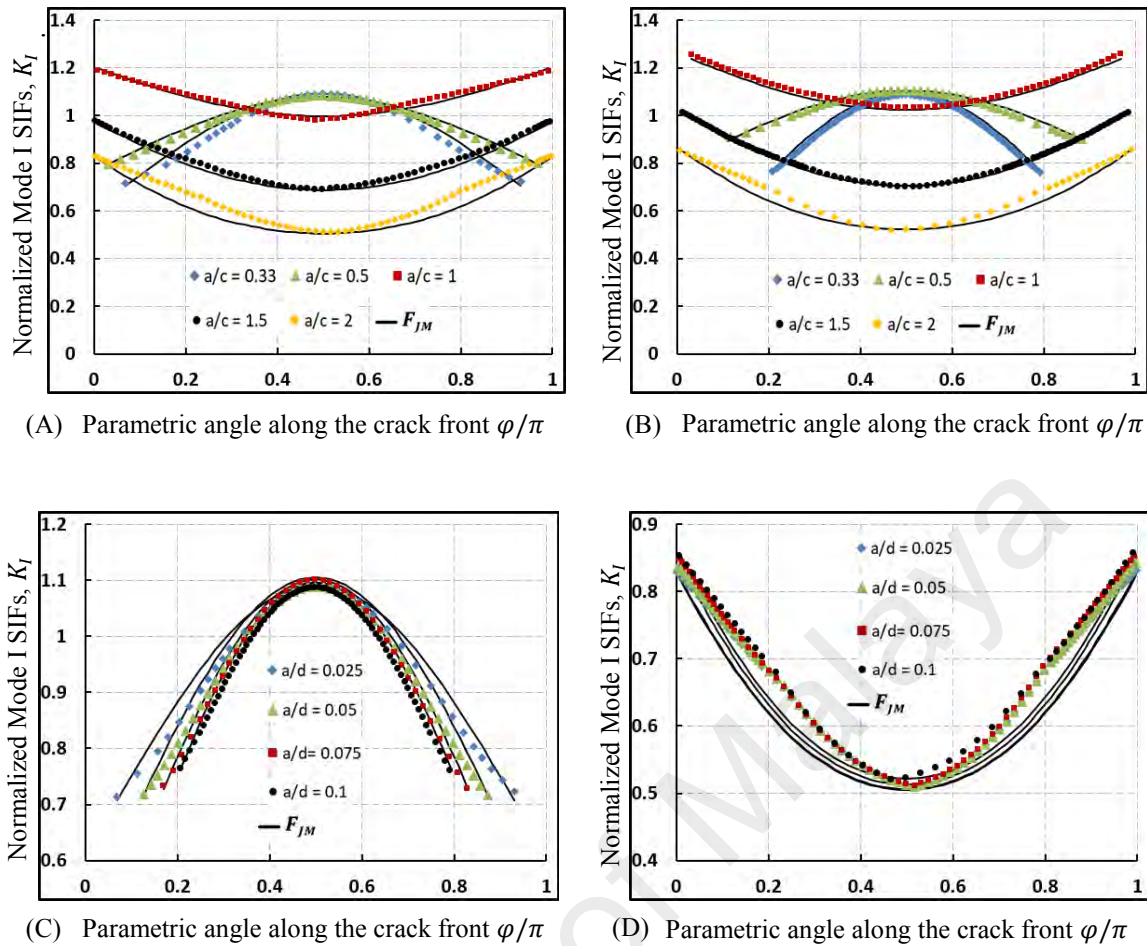 1.4
1.2
1
0.8
0.6
0.4
0.2
0
0 0.2 0.4 0.6 0.8 1
Normalized Mode I SIFs, K_I
a/c = 0.33 a/c = 0.5 a/c = 1
a/c = 1.5 a/c = 2 F_JM
(A) Parametric angle along the crack front φ/π
1.4
1.2
1
0.8
0.6
0.4
0.2
0
0 0.2 0.4 0.6 0.8 1
Normalized Mode I SIFs, K_I
a/c = 0.33 a/c = 0.5 a/c = 1
a/c = 1.5 a/c = 2 F_JM
(B) Parametric angle along the crack front φ/π
1.2
1.1
1
0.9
0.8
0.7
0.6
0 0.2 0.4 0.6 0.8 1
Normalized Mode I SIFs, K_I
a/d = 0.025
a/d = 0.05
a/d= 0.075
a/d = 0.1
F_JM
(C) Parametric angle along the crack front φ/π
0.9
0.8
0.7
0.6
0.5
0.4
0 0.2 0.4 0.6 0.8 1
Normalized Mode I SIFs, K_I
a/d = 0.025
a/d = 0.05
a/d= 0.075
a/d = 0.1
F_JM
(D) Parametric angle along the crack front φ/π
of Malaya